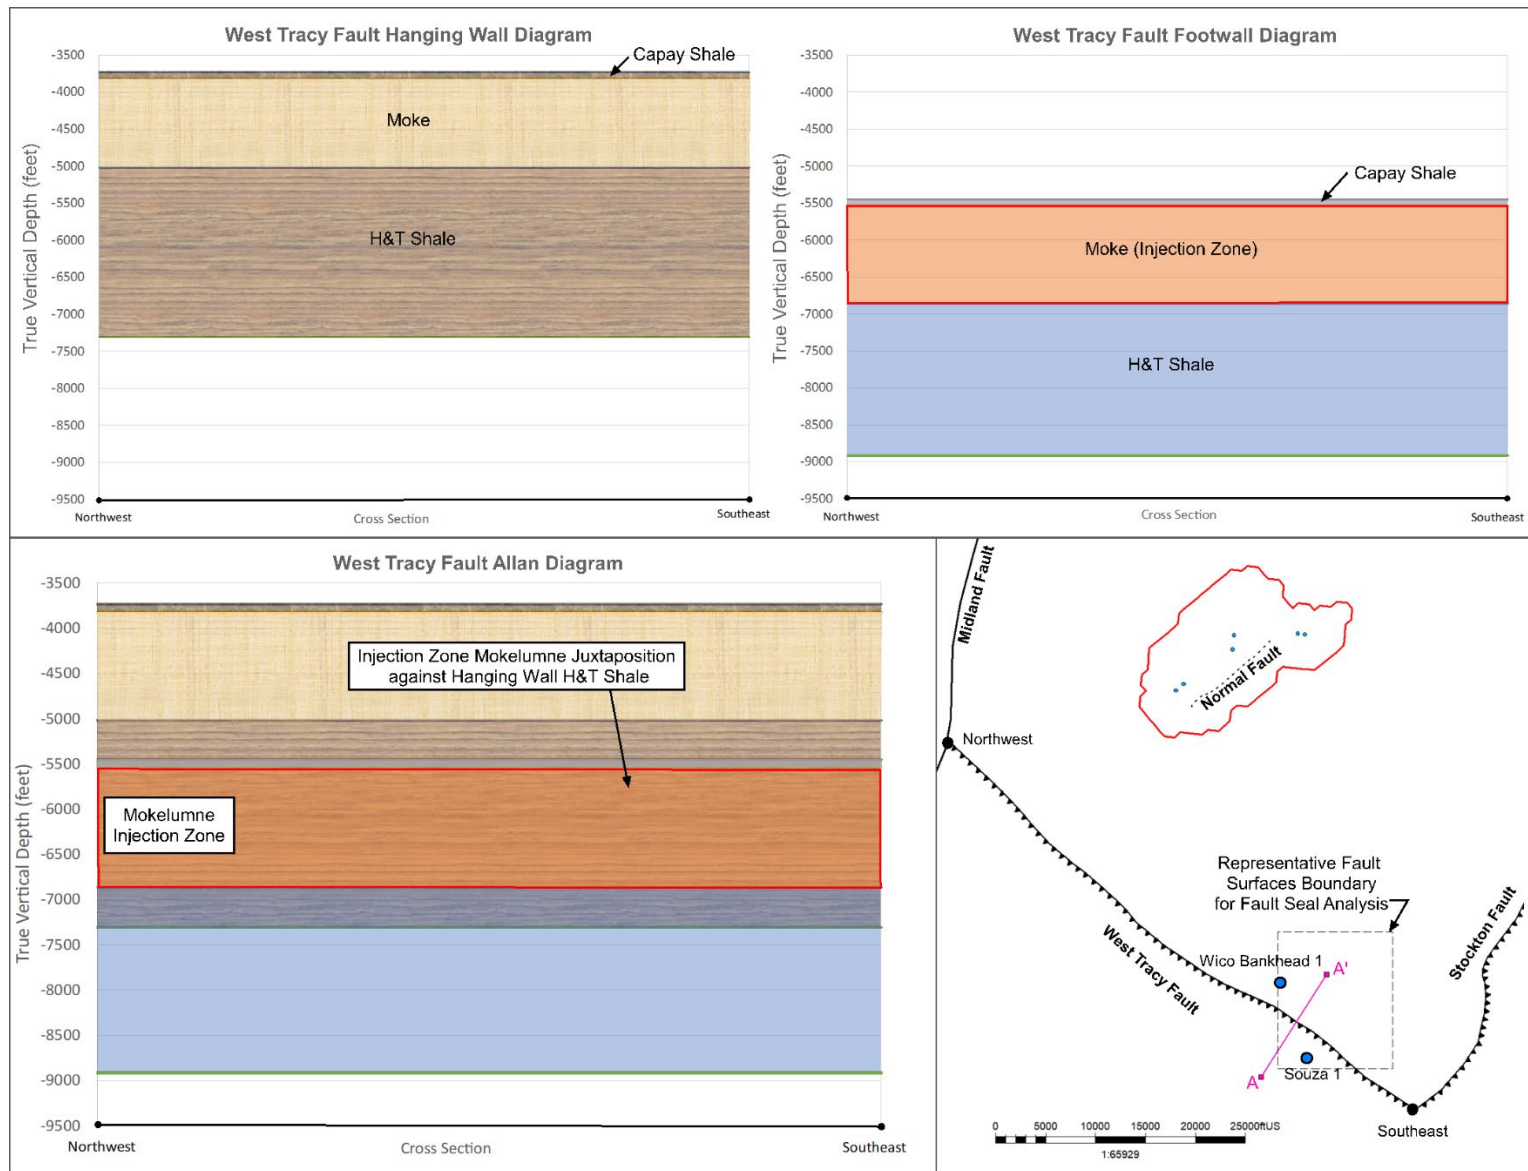 West Tracy Fault Hanging Wall Diagram
Capay Shale
True Vertical Depth (feet)
-3500
-4000
-4500
-5000
-5500
-6000
-6500
-7000
-7500
-8000
-8500
-9000
-9500
Moke
H&T Shale
Northwest
Cross Section
Southeast
West Tracy Fault Footwall Diagram
True Vertical Depth (feet)
-3500
-4000
-4500
-5000
-5500
-6000
-6500
-7000
-7500
-8000
-8500
-9000
-9500
Capay Shale
Moke (Injection Zone)
H&T Shale
Northwest
Cross Section
Southeast
West Tracy Fault Allan Diagram
True Vertical Depth (feet)
-3500
-4000
-4500
-5000
-5500
-6000
-6500
-7000
-7500
-8000
-8500
-9000
-9500
Injection Zone Mokelumne Juxtaposition
against Hanging Wall H&T Shale
Mokelumne
Injection Zone
Northwest
Cross Section
Southeast
Midland Fault
Normal Fault
Northwest
Representative Fault
Surfaces Boundary
for Fault Seal Analysis
West Tracy Fault
Wico Bankhead 1
A'
Stockton Fault
Souza 1
A
Southeast
0 5000 10000 15000 20000 25000ftUS
1:65929